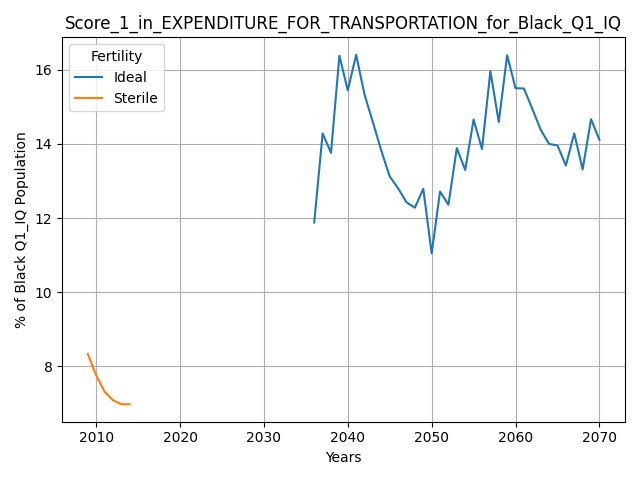 Score_1_in_EXPENDITURE_FOR_TRANSPORTATION_for_Black_Q1_IQ
Fertility
Ideal
Sterile
% of Black Q1_IQ Population
16
14
12
10
8
2010 2020 2030 2040 2050 2060 2070
Years